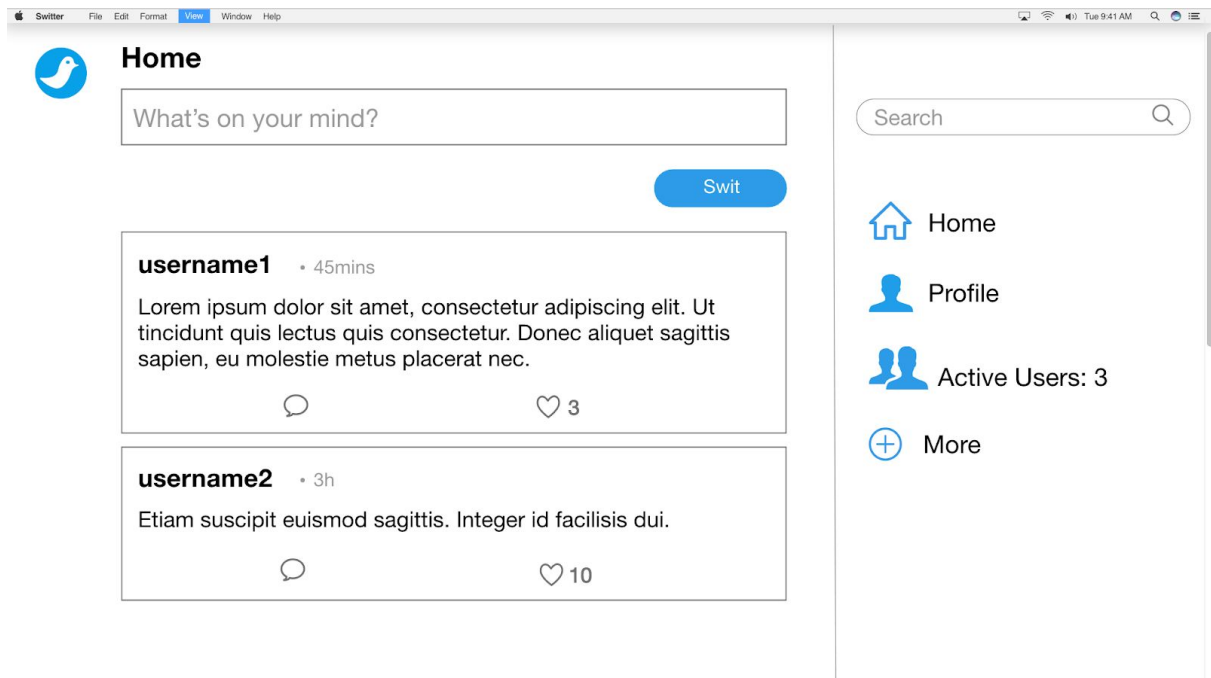 Switter File Edit Format View Window Help Tue 9:41 AM
Home
What's on your mind?
Swit
username1 • 45mins
Lorem ipsum dolor sit amet, consectetur adipiscing elit. Ut
tincidunt quis lectus quis consectetur. Donec aliquet sagittis
sapien, eu molestie metus placerat nec.
3
username2 • 3h
Etiam suscipit euismod sagittis. Integer id facilisis dui.
10
Search
Home
Profile
Active Users: 3
More